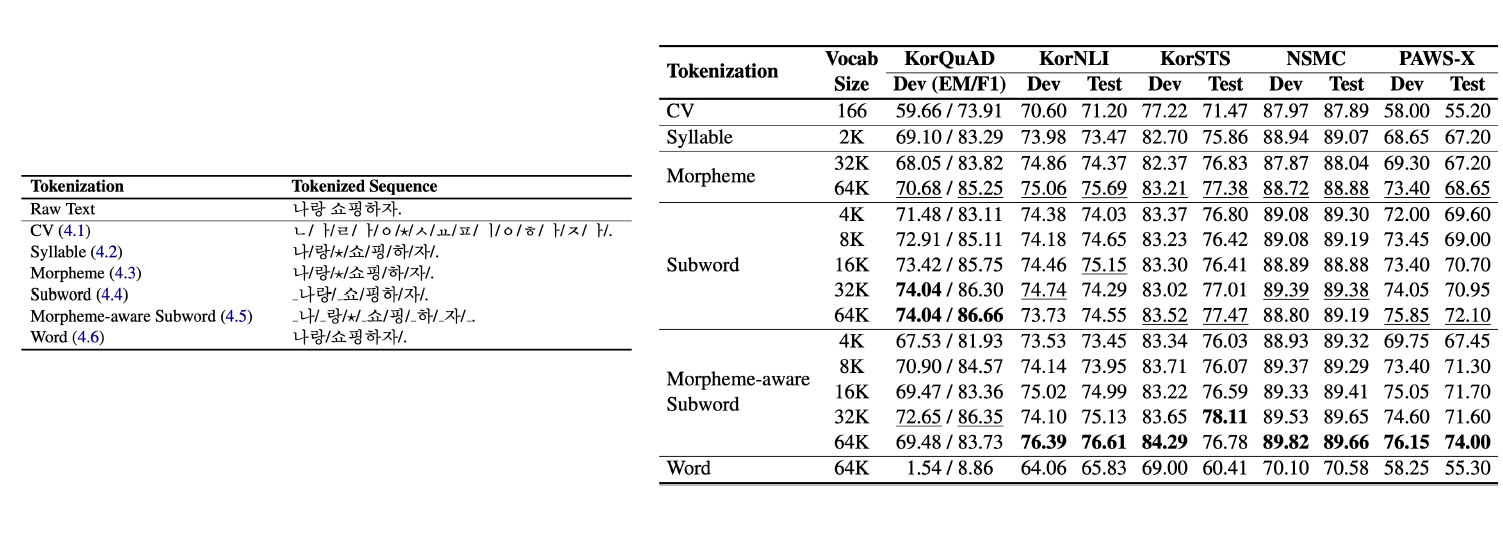 Tokenization Tokenized Sequence
Raw Text 나랑 쇼핑하자.
CV (4.1) ㄴ/ㅏ/ㄹ/ㅏ/ㅇ/⋆/ㅅ/ㅛ/ㅍ/ㅣ/ㅇ/ㅎ/ㅏ/ㅈ/ㅏ/.
Syllable (4.2) 나/랑/⋆/쇼/핑/하/자/.
Morpheme (4.3) 나/랑/⋆/쇼핑/하/자/.
Subword (4.4) _나랑/_쇼/핑하/자/.
Morpheme-aware Subword (4.5) _나/_랑/⋆/_쇼/핑/_하/_자/_.
Word (4.6) 나랑/쇼핑하자/.
Tokenization Vocab Size KorQuAD KorNLI KorSTS NSMC PAWS-X
Dev (EM/F1) Dev Test Dev Test Dev Test Dev Test
CV 166 59.66 / 73.91 70.60 71.20 77.22 71.47 87.97 87.89 58.00 55.20
Syllable 2K 69.10 / 83.29 73.98 73.47 82.70 75.86 88.94 89.07 68.65 67.20
Morpheme 32K 68.05 / 83.82 74.86 74.37 82.37 76.83 87.87 88.04 69.30 67.20
64K 70.68 / 85.25 75.06 75.69 83.21 77.38 88.72 88.88 73.40 68.65
Subword 4K 71.48 / 83.11 74.38 74.03 83.37 76.80 89.08 89.30 72.00 69.60
8K 72.91 / 85.11 74.18 74.65 83.23 76.42 89.08 89.19 73.45 69.00
16K 73.42 / 85.75 74.46 75.15 83.30 76.41 88.89 88.88 73.40 70.70
32K 74.04 / 86.30 74.74 74.29 83.02 77.01 89.39 89.38 74.05 70.95
64K 74.04 / 86.66 73.73 74.55 83.52 77.47 88.80 89.19 75.85 72.10
Morpheme-aware Subword 4K 67.53 / 81.93 73.53 73.45 83.34 76.03 88.93 89.32 69.75 67.45
8K 70.90 / 84.57 74.14 73.95 83.71 76.07 89.37 89.29 73.40 71.30
16K 69.47 / 83.36 75.02 74.99 83.22 76.59 89.33 89.41 75.05 71.70
32K 72.65 / 86.35 74.10 75.13 83.65 78.11 89.53 89.65 74.60 71.60
64K 69.48 / 83.73 76.39 76.61 84.29 76.78 89.82 89.66 76.15 74.00
Word 64K 1.54 / 8.86 64.06 65.83 69.00 60.41 70.10 70.58 58.25 55.30